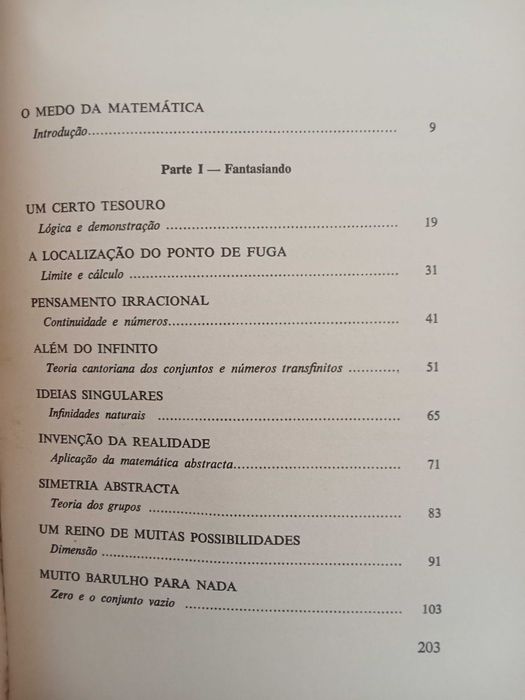 O MEDO DA MATEMÁTICA
Introdução 9
Parte I — Fantasiando
UM CERTO TESOURO
Lógica e demonstração 19
A LOCALIZAÇÃO DO PONTO DE FUGA
Limite e cálculo 31
PENSAMENTO IRRACIONAL
Continuidade e números 41
ALÉM DO INFINITO
Teoria cantoriana dos conjuntos e números transfinitos 51
IDEIAS SINGULARES
Infinidades naturais 65
INVENÇÃO DA REALIDADE
Aplicação da matemática abstracta 71
SIMETRIA ABSTRACTA
Teoria dos grupos 83
UM REINO DE MUITAS POSSIBILIDADES
Dimensão 91
MUITO BARULHO PARA NADA
Zero e o conjunto vazio 103
203